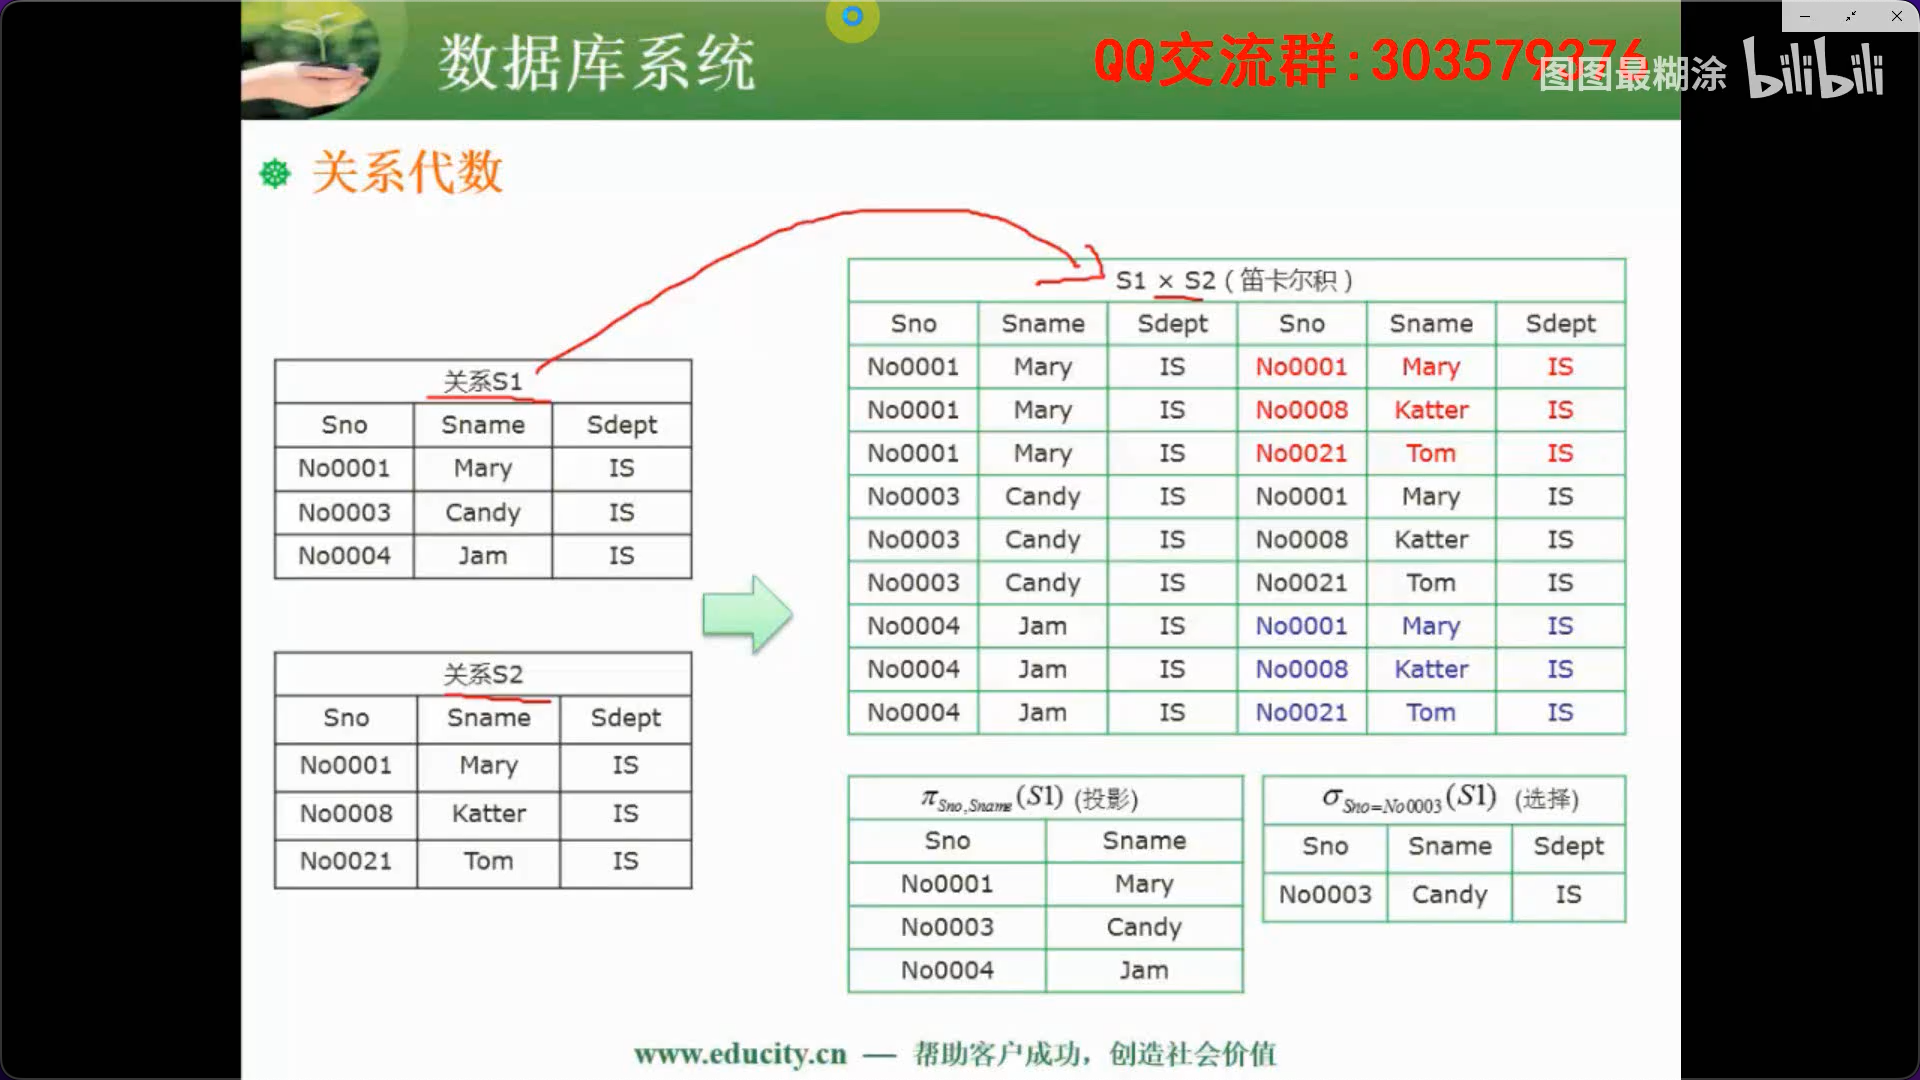 数据库系统
QQ交流群:303579376
图图最糊涂 bilibili
关系代数
关系S1
Sno Sname Sdept
No0001 Mary IS
No0003 Candy IS
No0004 Jam IS
关系S2
Sno Sname Sdept
No0001 Mary IS
No0008 Katter IS
No0021 Tom IS
S1 × S2 ( 笛卡尔积 )
Sno Sname Sdept Sno Sname Sdept
No0001 Mary IS No0001 Mary IS
No0001 Mary IS No0008 Katter IS
No0001 Mary IS No0021 Tom IS
No0003 Candy IS No0001 Mary IS
No0003 Candy IS No0008 Katter IS
No0003 Candy IS No0021 Tom IS
No0004 Jam IS No0001 Mary IS
No0004 Jam IS No0008 Katter IS
No0004 Jam IS No0021 Tom IS
π Sno,Sname (S1) (投影)
Sno Sname
No0001 Mary
No0003 Candy
No0004 Jam
σ Sno=No0003 (S1) (选择)
Sno Sname Sdept
No0003 Candy IS
www.educity.cn — 帮助客户成功，创造社会价值